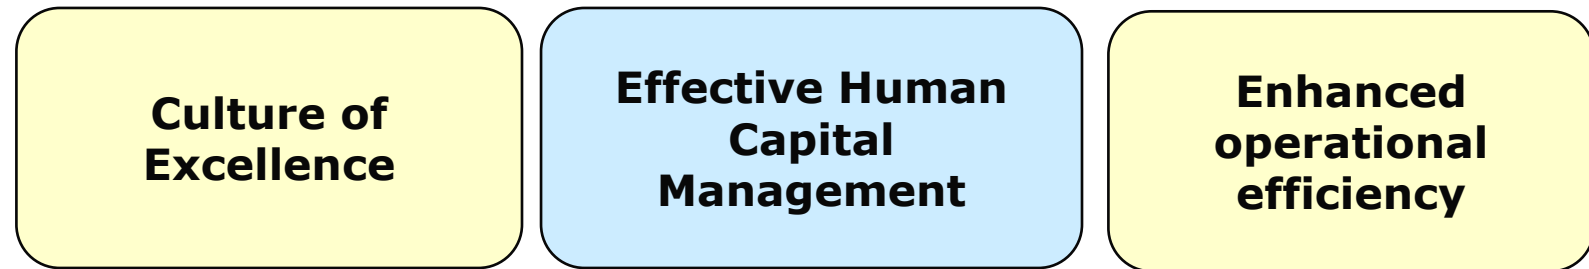 Culture of
Excellence
Effective Human
Capital
Management
Enhanced
operational
efficiency